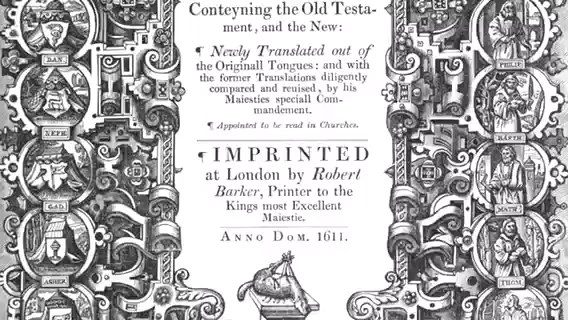 Conteyning the Old Testa-
ment, and the New:
¶ Newly Translated out of
the Originall Tongues: and with
the former Translations diligently
compared and reuised, by his
Maiesties speciall Com-
mandement.
¶ Appointed to be read in Churches.
¶ IMPRINTED
at London by Robert
Barker, Printer to the
Kings most Excellent
Maiestie.
ANNO DOM. 1611.
DAN
NEPH.
GAD
ASHER
PHILIP.
BARTH
MATH
THOM.